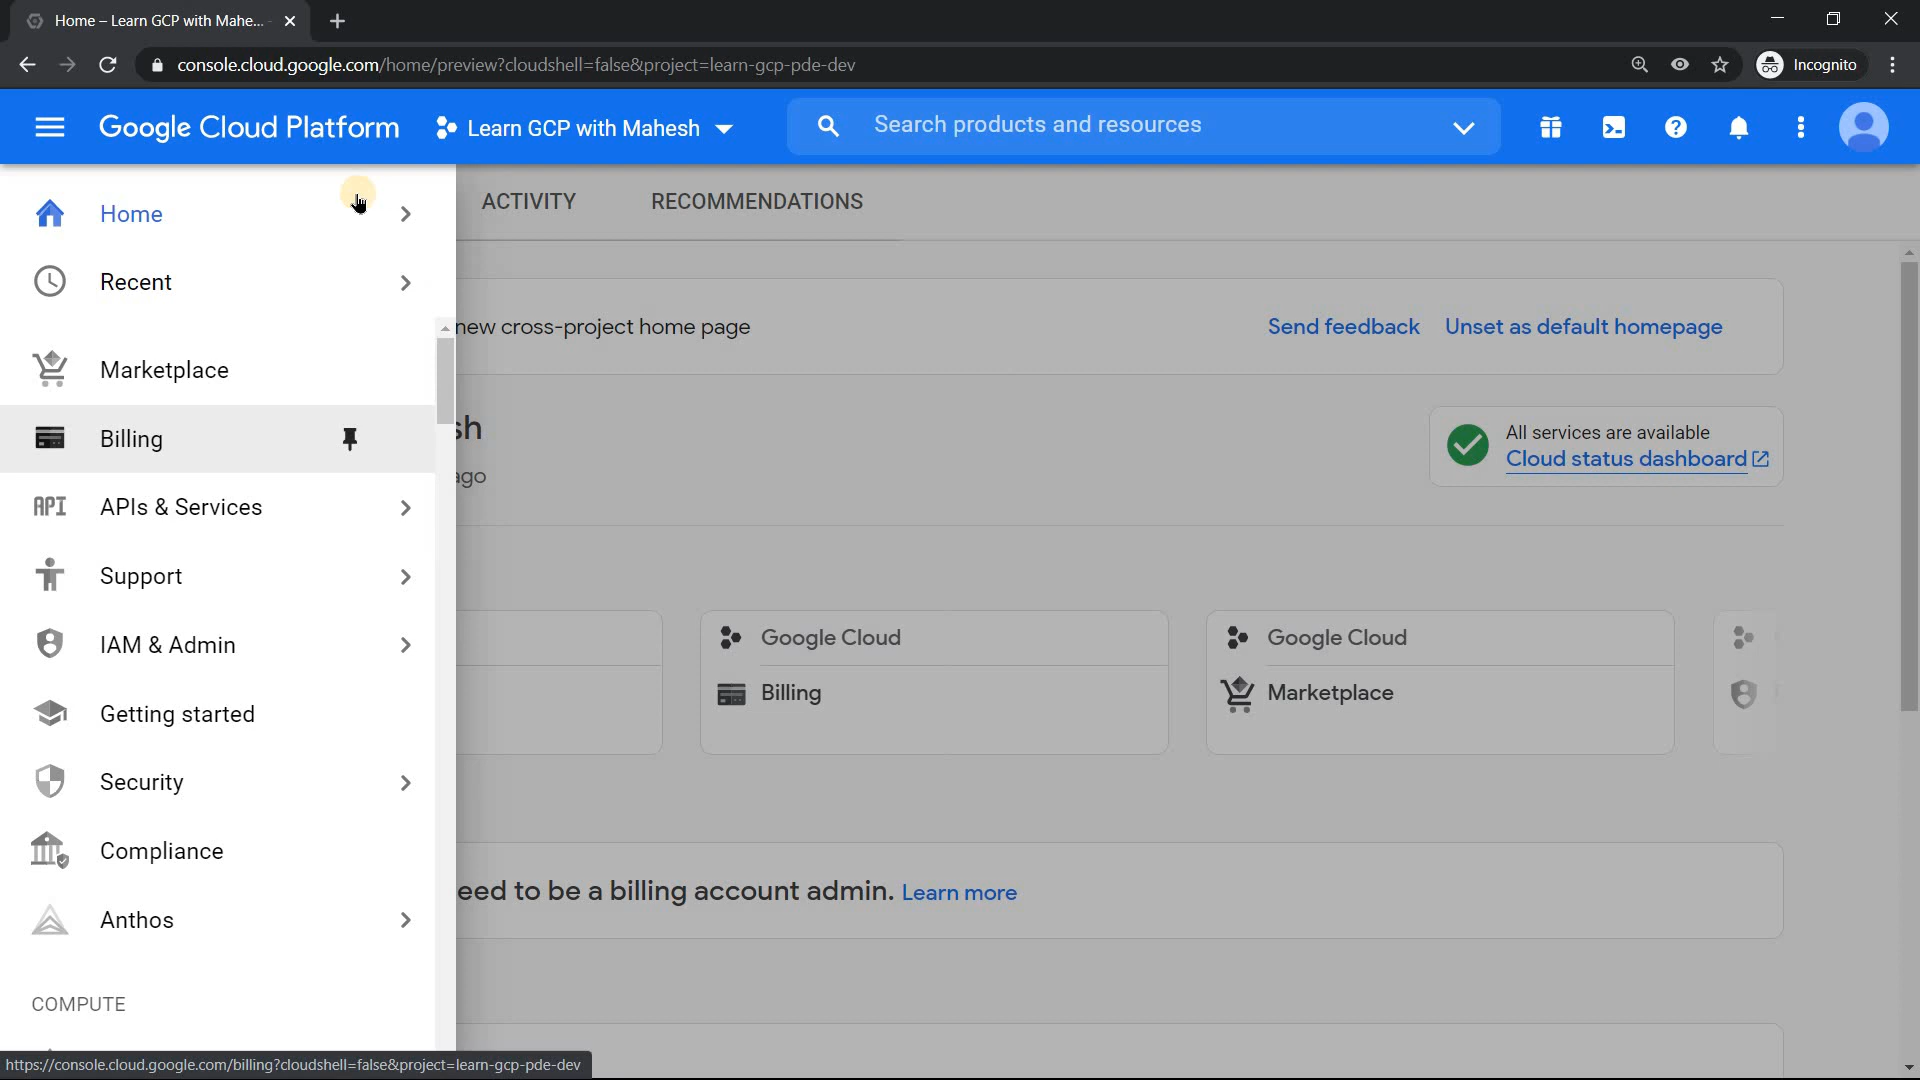 Home – Learn GCP with Mahe...
console.cloud.google.com/home/preview?cloudshell=false&project=learn-gcp-pde-dev
Incognito
Google Cloud Platform
Learn GCP with Mahesh
Search products and resources
Home
ACTIVITY
RECOMMENDATIONS
Recent
new cross-project home page
Send feedback
Unset as default homepage
Marketplace
Billing
sh
ago
All services are available
Cloud status dashboard
API
APIs & Services
Support
IAM & Admin
Google Cloud
Billing
Google Cloud
Marketplace
Getting started
Security
Compliance
eed to be a billing account admin. Learn more
Anthos
COMPUTE
https://console.cloud.google.com/billing?cloudshell=false&project=learn-gcp-pde-dev